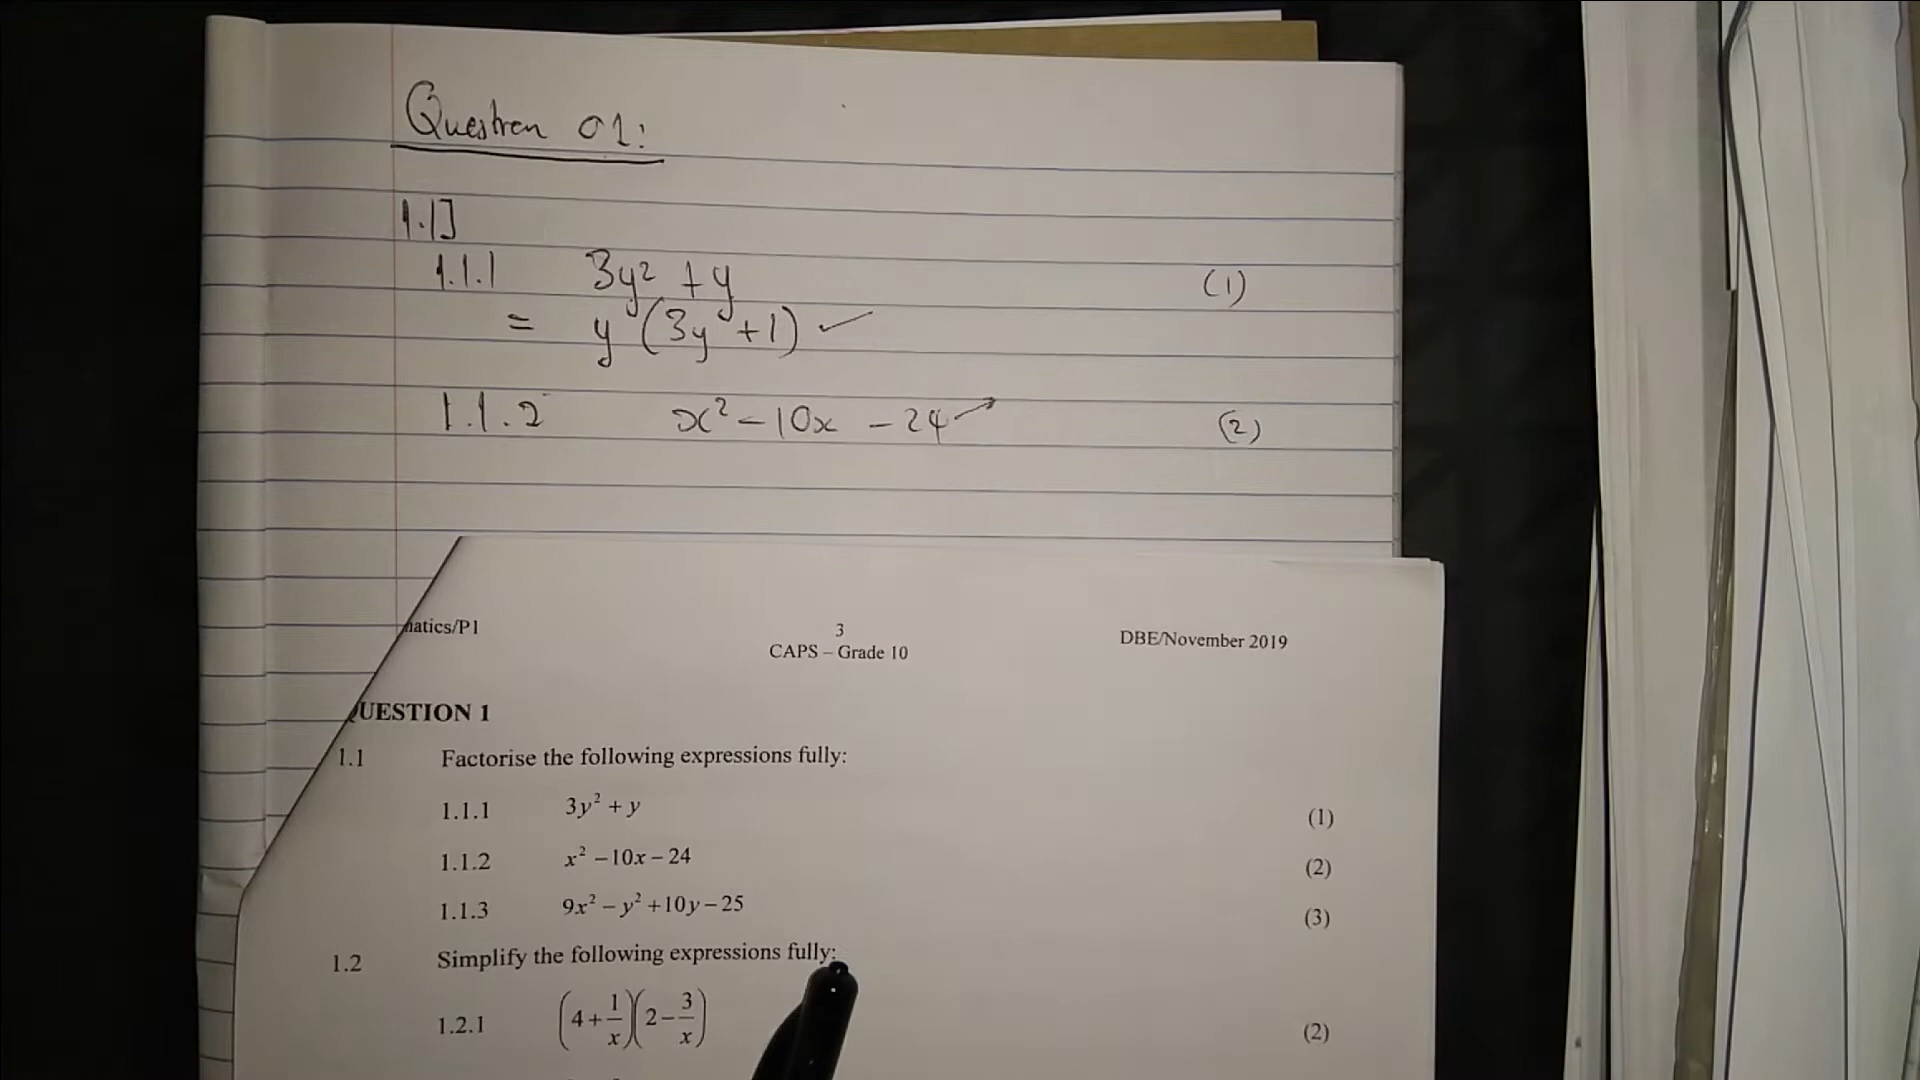 Question 01:
1.1]
1.1.1 3y² + y (1)
= y(3y + 1) ✓
1.1.2 x² - 10x - 24 (2)
matics/P1 3 DBE/November 2019
CAPS – Grade 10
QUESTION 1
1.1 Factorise the following expressions fully:
1.1.1 3y² + y (1)
1.1.2 x² – 10x – 24 (2)
1.1.3 9x² – y² + 10y – 25 (3)
1.2 Simplify the following expressions fully:
1.2.1 (4 + 1/x)(2 – 3/x) (2)